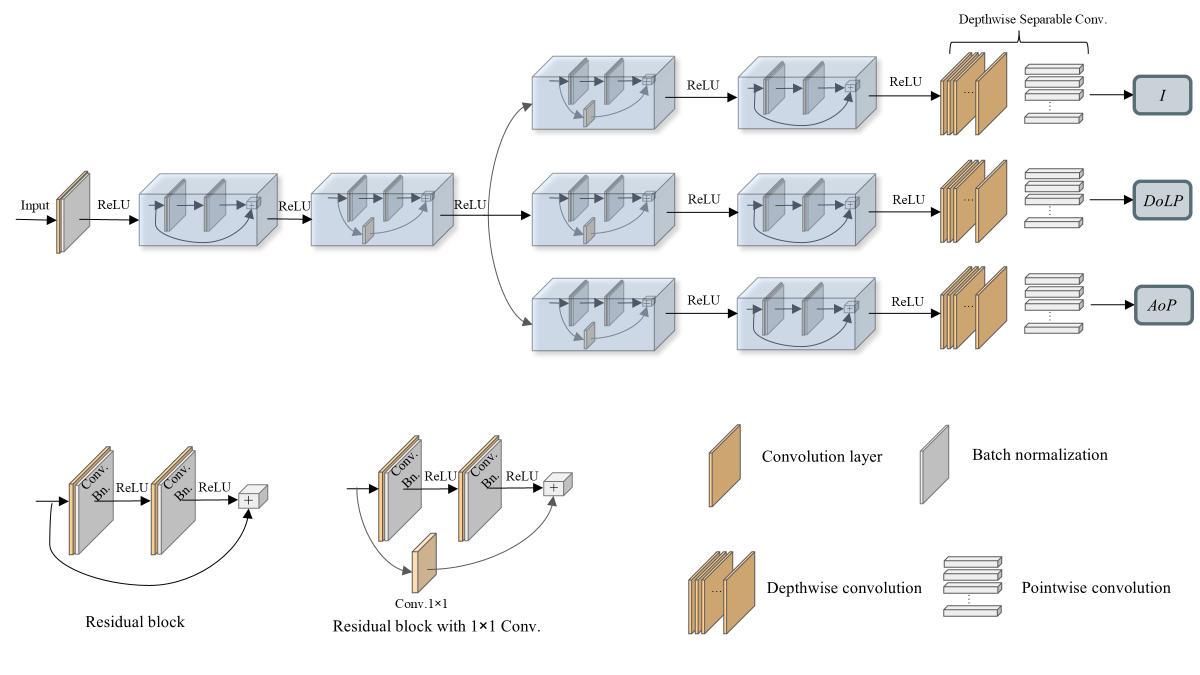 Depthwise Separable Conv.
ReLU
ReLU
...
I
Input
ReLU
ReLU
ReLU
ReLU
ReLU
...
DoLP
ReLU
ReLU
...
AoP
Conv.
Bn.
ReLU
Conv.
Bn.
ReLU
+
Residual block
Conv.
Bn.
ReLU
Conv.
Bn.
ReLU
+
Conv.1×1
Residual block with 1×1 Conv.
Convolution layer
Batch normalization
...
Depthwise convolution
Pointwise convolution